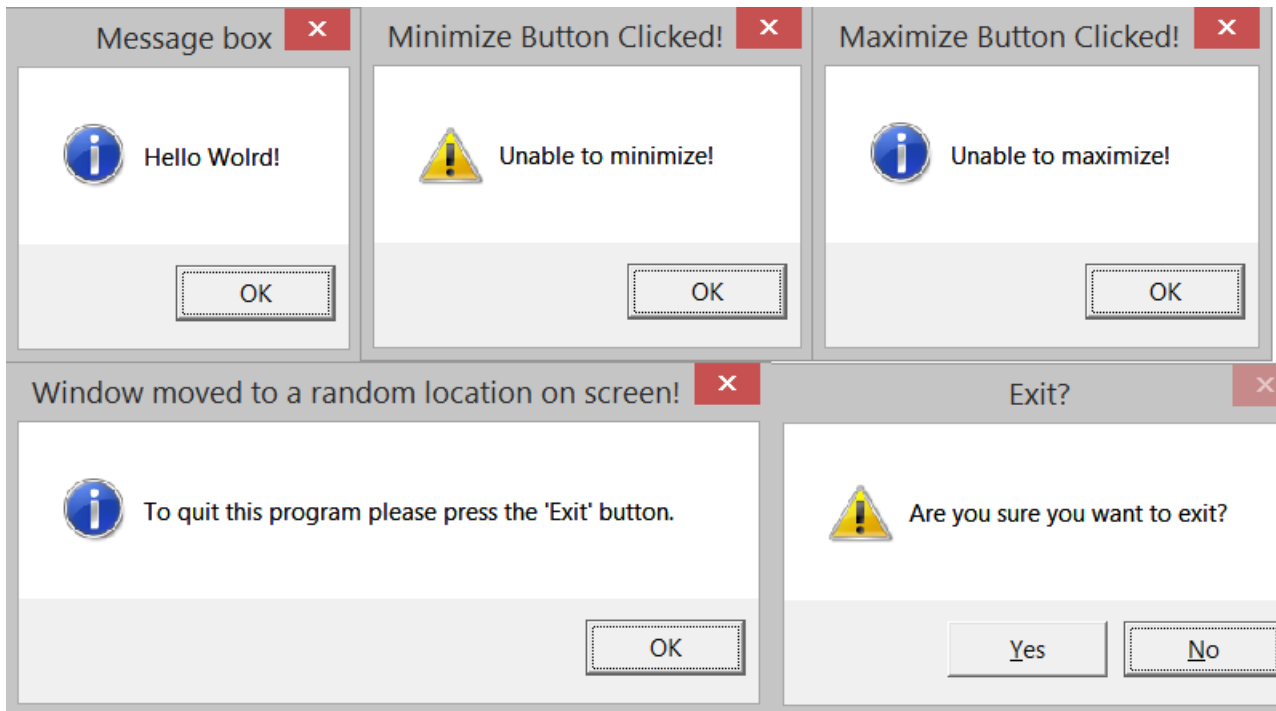 Message box
Hello Wolrd!
OK
Minimize Button Clicked!
Unable to minimize!
OK
Maximize Button Clicked!
Unable to maximize!
OK
Window moved to a random location on screen!
To quit this program please press the 'Exit' button.
OK
Exit?
Are you sure you want to exit?
Yes No